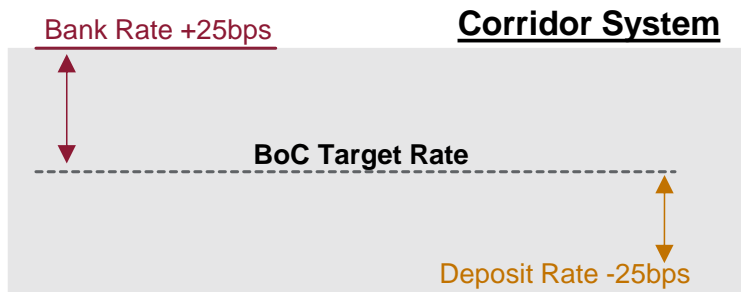 Corridor System
Bank Rate +25bps
BoC Target Rate
Deposit Rate -25bps